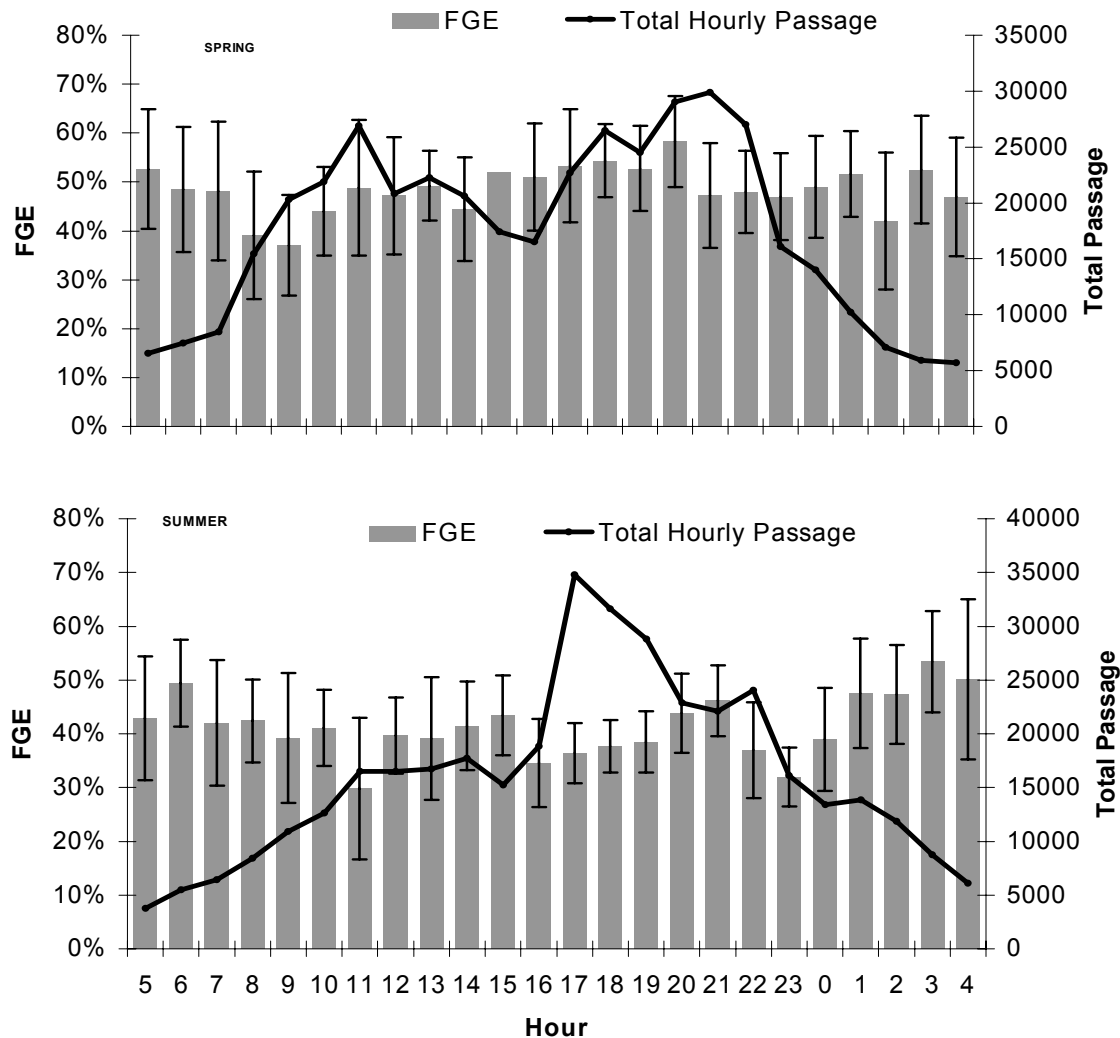 FGE Total Hourly Passage
80% 35000
SPRING
70% 30000
60% 25000
50% 20000
40% 15000
30% 10000
20% 5000
10%
0% 0
FGE
Total Passage
80% SUMMER 40000
FGE Total Hourly Passage
70% 35000
60% 30000
50% 25000
40% 20000
30% 15000
20% 10000
10% 5000
0% 0
FGE
Total Passage
5 6 7 8 9 10 11 12 13 14 15 16 17 18 19 20 21 22 23 0 1 2 3 4
Hour